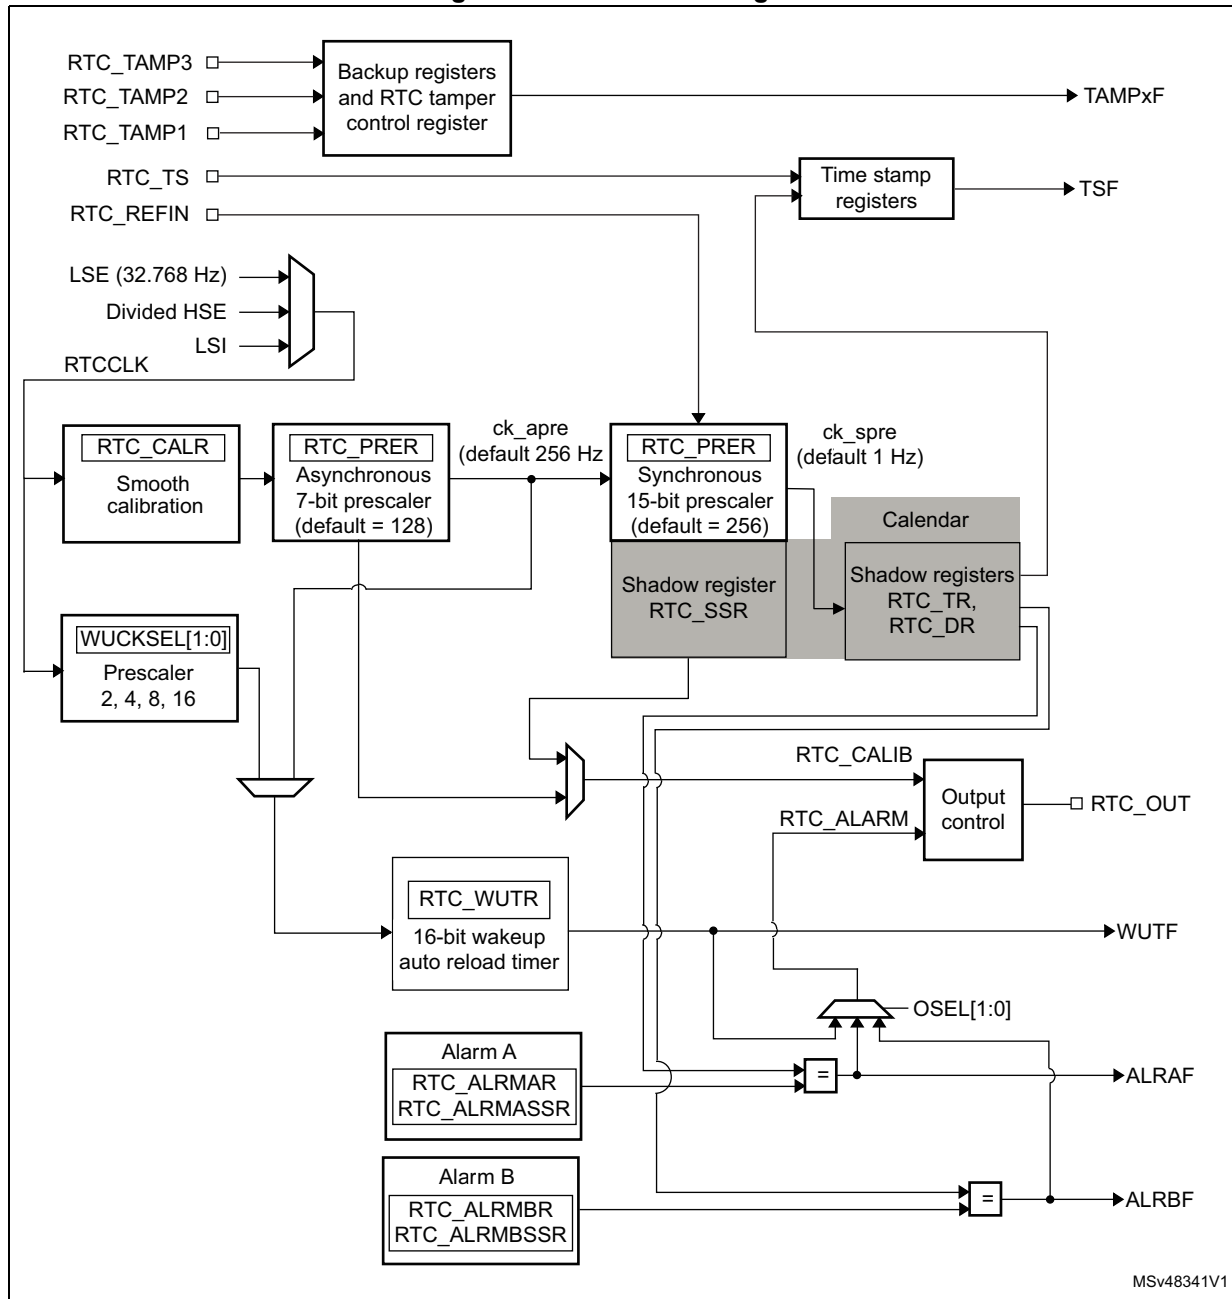 RTC_TAMP3
RTC_TAMP2
RTC_TAMP1
Backup registers
and RTC tamper
control register
TAMPxF
RTC_TS
RTC_REFIN
Time stamp
registers
TSF
LSE (32.768 Hz)
Divided HSE
LSI
RTCCLK
RTC_CALR
Smooth
calibration
RTC_PRER
Asynchronous
7-bit prescaler
(default = 128)
ck_apre
(default 256 Hz
RTC_PRER
Synchronous
15-bit prescaler
(default = 256)
ck_spre
(default 1 Hz)
Calendar
Shadow register
RTC_SSR
Shadow registers
RTC_TR,
RTC_DR
WUCKSEL[1:0]
Prescaler
2, 4, 8, 16
RTC_CALIB
RTC_ALARM
Output
control
RTC_OUT
RTC_WUTR
16-bit wakeup
auto reload timer
WUTF
OSEL[1:0]
Alarm A
RTC_ALRMAR
RTC_ALRMASSR
=
ALRAF
Alarm B
RTC_ALRMBR
RTC_ALRMBSSR
=
ALRBF
MSv48341V1